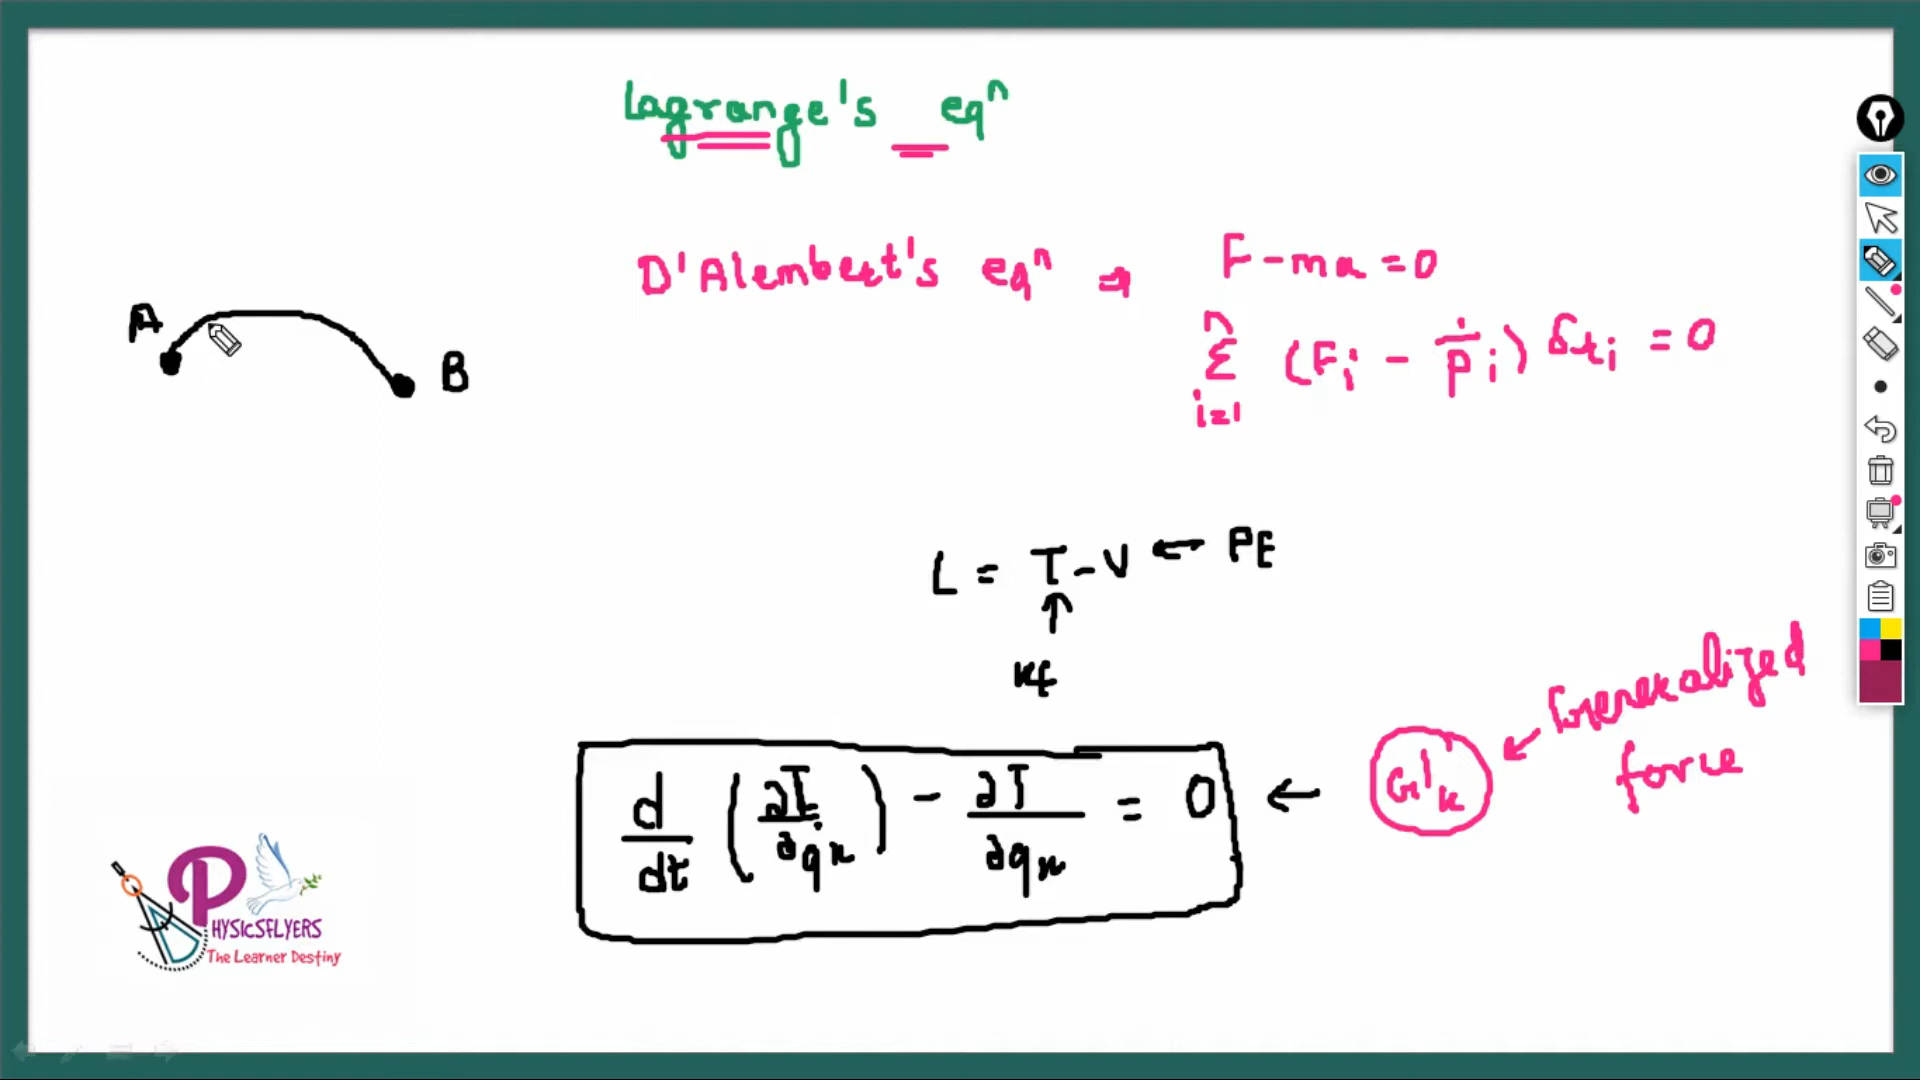 Lagrange's eqⁿ
D'Alembert's eqⁿ ⇒ F - ma = 0
n
Σ (Fi - ṗi) δri = 0
i=1
A
B
L = T - V ← PE
↑
KE
Generalized
force
d/dt (∂T/∂q̇k) - ∂T/∂qk = 0 ← Gk
PHYSICSFLYERS
The Learner Destiny